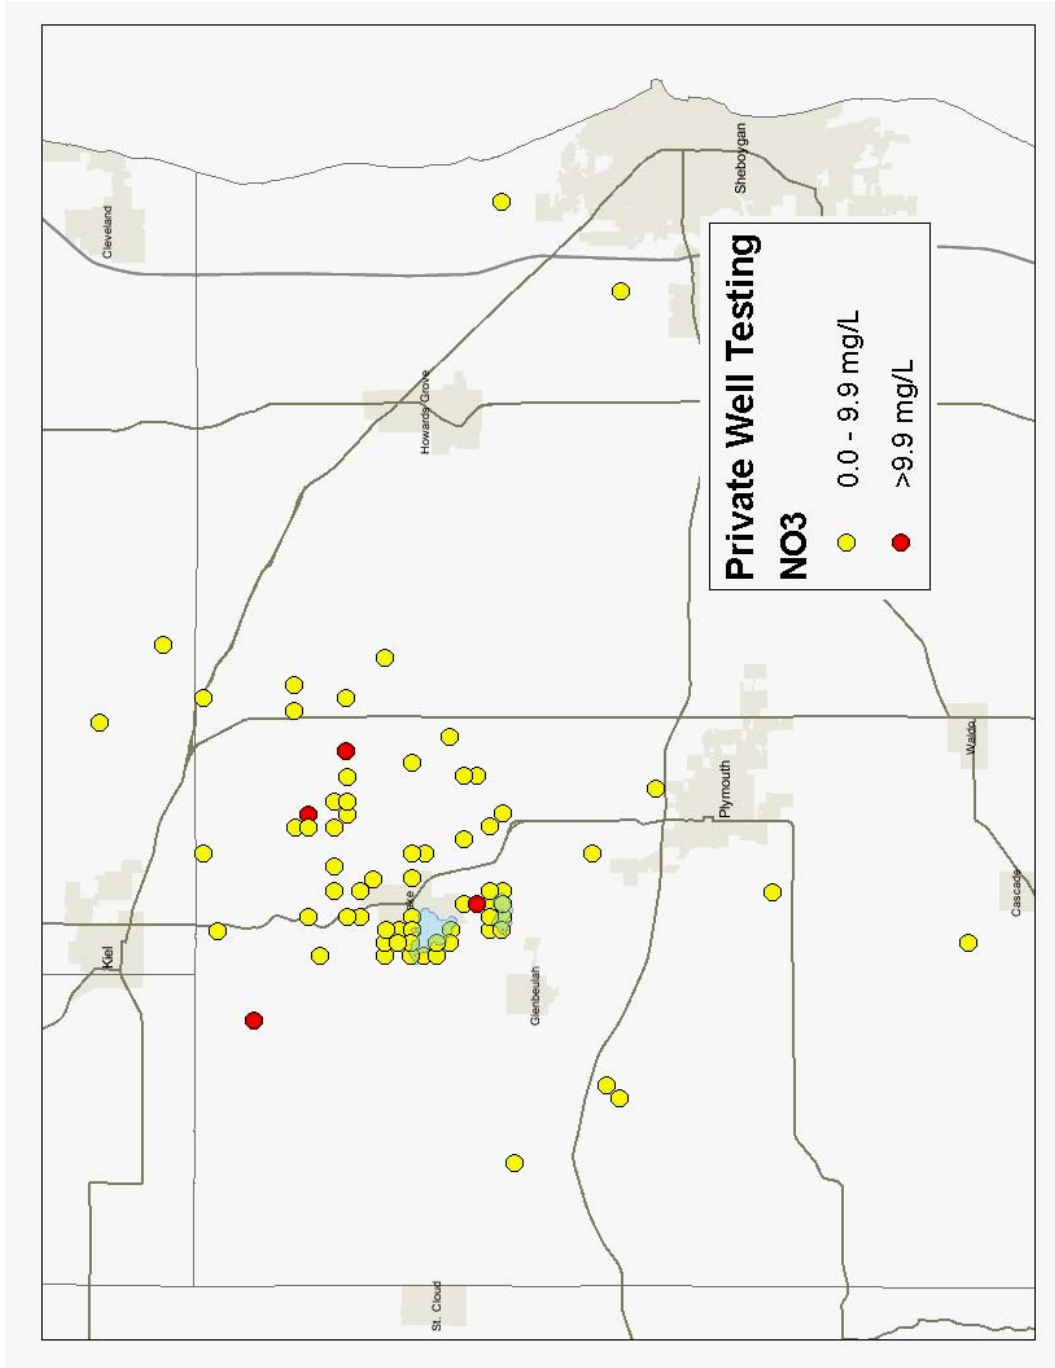 Kiel
Cleveland
Howards Grove
St. Cloud
Glenbeulah
Plymouth
Sheboygan
Private Well Testing
NO3
0.0 - 9.9 mg/L
>9.9 mg/L
Waldo
Cascade